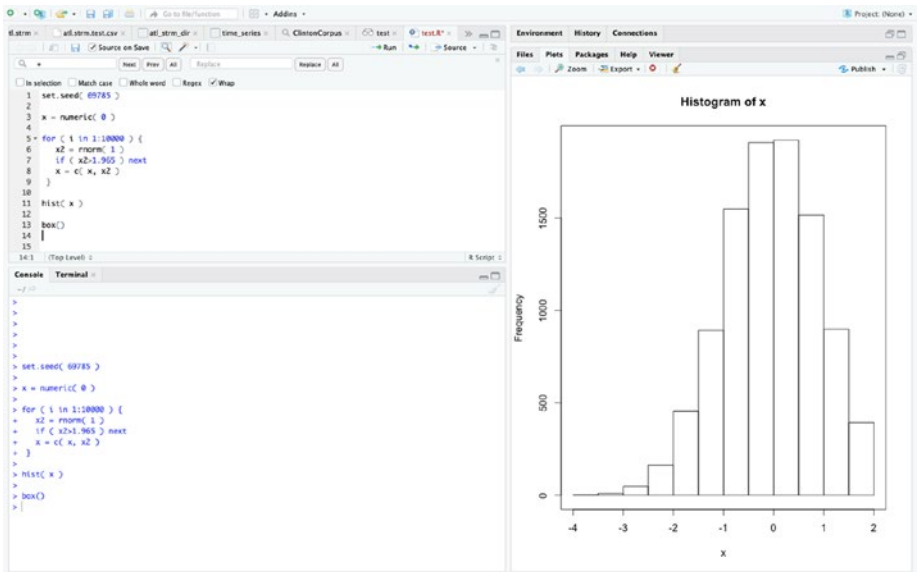 Go to file/function
Addins
Project: (None)
tl.strm
atl.strm.test.csv
atl_strm_dir
time_series
ClintonCorpus
test
test.R*
Source on Save
Run
Source
Next
Prev
All
Replace
Replace
All
In selection
Match case
Whole word
Regex
Wrap
1 set.seed( 69785 )
2
3 x = numeric( 0 )
4
5 for ( i in 1:10000 ) {
6 x2 = rnorm( 1 )
7 if ( x2>1.965 ) next
8 x = c( x, x2 )
9 }
10
11 hist( x )
12
13 box()
14
15
14:1
(Top Level)
R Script
Console
Terminal
~/
>
>
>
>
>
>
> set.seed( 69785 )
>
> x = numeric( 0 )
>
> for ( i in 1:10000 ) {
+ x2 = rnorm( 1 )
+ if ( x2>1.965 ) next
+ x = c( x, x2 )
+ }
>
> hist( x )
>
> box()
>
Environment
History
Connections
Files
Plots
Packages
Help
Viewer
Zoom
Export
Publish
Histogram of x
Frequency
1500
1000
500
0
-4
-3
-2
-1
0
1
2
x